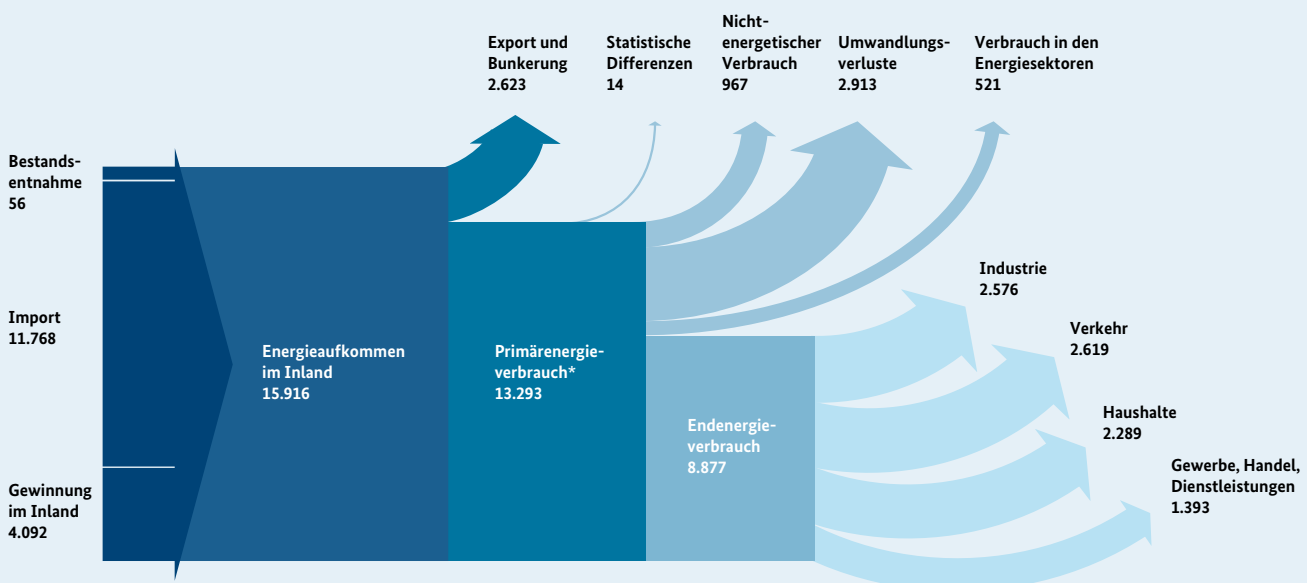 Export und
Bunkerung
2.623
Statistische
Differenzen
14
Nicht-
energetischer
Verbrauch
967
Umwandlungs-
verluste
2.913
Verbrauch in den
Energiesektoren
521
Bestands-
entnahme
56
Import
11.768
Gewinnung
im Inland
4.092
Energieaufkommen
im Inland
15.916
Primärenergie-
verbrauch*
13.293
Endenergie-
verbrauch
8.877
Industrie
2.576
Verkehr
2.619
Haushalte
2.289
Gewerbe, Handel,
Dienstleistungen
1.393